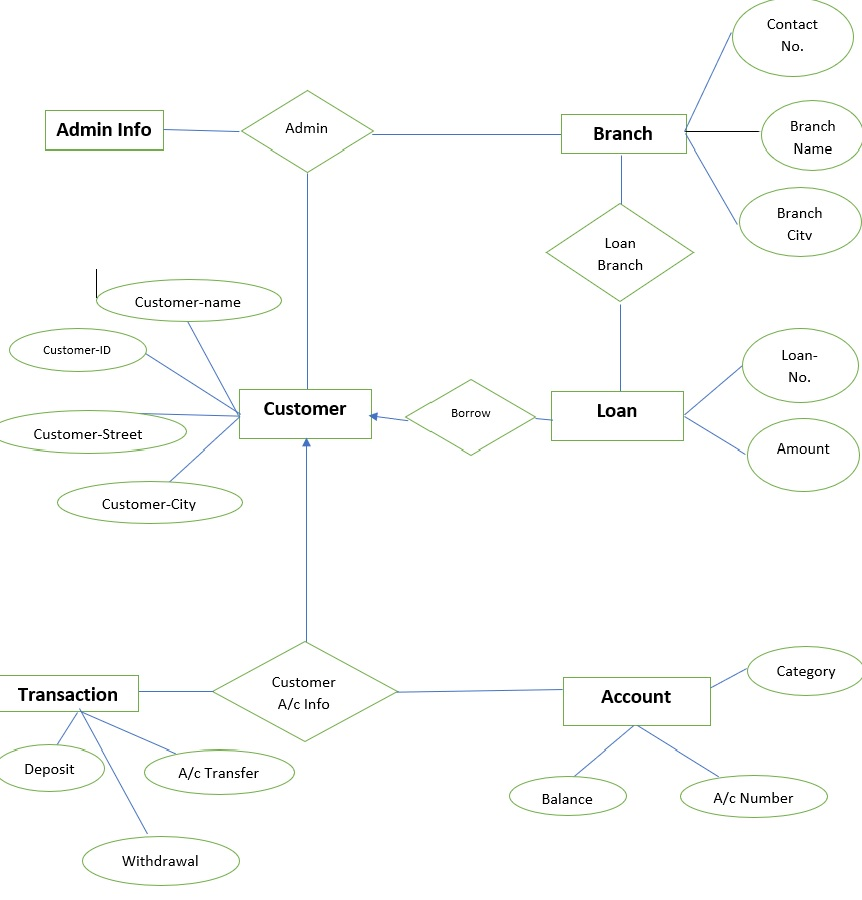 Contact
No.
Admin Info
Admin
Branch
Branch
Name
Branch
City
Loan
Branch
Customer-name
Customer-ID
Loan-
No.
Customer
Borrow
Loan
Customer-Street
Amount
Customer-City
Category
Customer
A/c Info
Transaction
Account
Deposit
A/c Transfer
Balance
A/c Number
Withdrawal